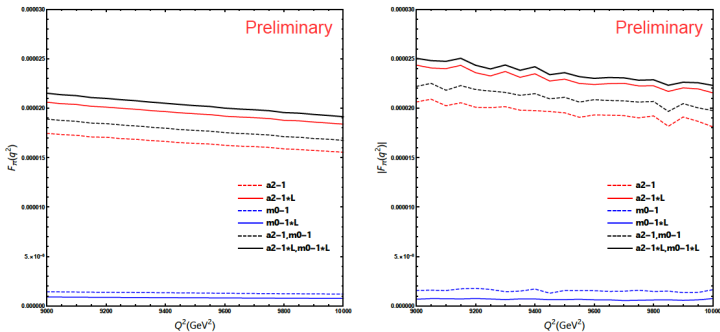 Preliminary
Fπ(q²)
0.000030
0.000025
0.000020
0.000015
0.000010
5.×10⁻⁶
0.000000
a2-1
a2-1*L
m0-1
m0-1*L
a2-1,m0-1
a2-1*L,m0-1*L
9000 9200 9400 9600 9800 10000
Q²(GeV²)
Preliminary
|Fπ(q²)|
0.000030
0.000025
0.000020
0.000015
0.000010
5.×10⁻⁶
0.000000
a2-1
a2-1*L
m0-1
m0-1*L
a2-1,m0-1
a2-1*L,m0-1*L
9000 9200 9400 9600 9800 10000
Q²(GeV²)